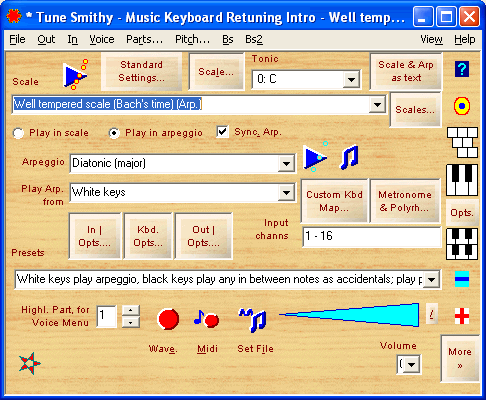 * Tune Smithy - Music Keyboard Retuning Intro - Well temp...
File Out In Voice Parts... Pitch.. Bs Bs2 View Help
Scale
Standard
Settings...
Scale...
Tonic
0: C
Scale & Arp
as text
?
Well tempered scale (Bach's time) (Arp.)
Scales...
Play in scale
Play in arpeggio
Sync. Arp.
Arpeggio
Diatonic (major)
Play Arp.
from
White keys
Custom Kbd
Map...
Metronome
& Polyrh...
Opts.
In |
Opts....
Kbd.
Opts...
Out |
Opts....
Input
channs
1 - 16
Presets
White keys play arpeggio, black keys play any in between notes as accidentals; play
Highl. Part, for
Voice Menu
1
Wave.
Midi
Set File
Volume
More
»